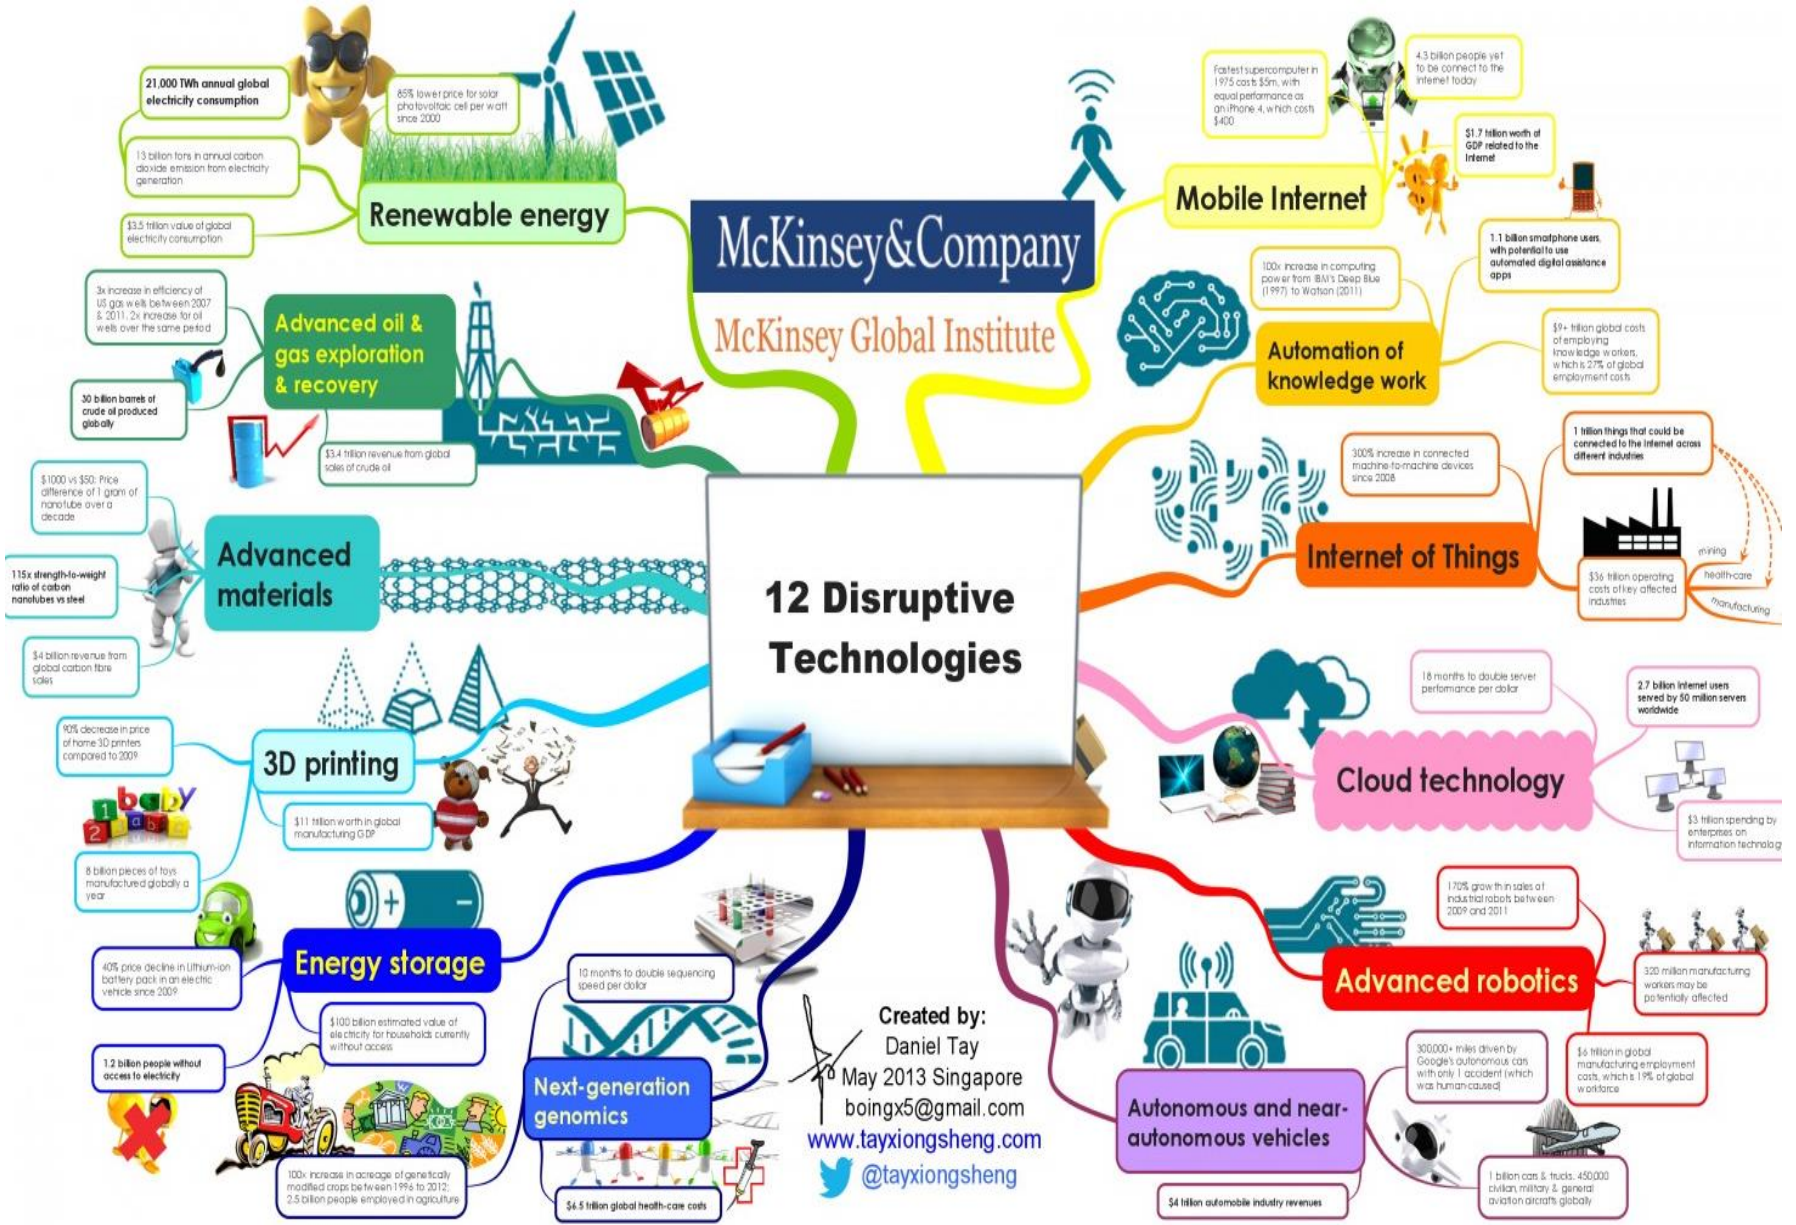 McKinsey&Company
McKinsey Global Institute
12 Disruptive
Technologies
Mobile Internet
Fastest supercomputer in
1975 costs $5m, with
equal performance as
an iPhone 4, which costs
$400
4.3 billion people yet
to be connect to the
Internet today
$1.7 trillion worth of
GDP related to the
Internet
Automation of
knowledge work
100x increase in computing
power from IBM's Deep Blue
(1997) to Watson (2011)
1.1 billion smartphone users,
with potential to use
automated digital assistance
apps
$9+ trillion global costs
of employing
knowledge workers,
which is 27% of global
employment costs
Internet of Things
300% increase in connected
machine-to-machine devices
since 2008
1 trillion things that could be
connected to the Internet across
different industries
$36 trillion operating
costs of key affected
industries
mining
health-care
manufacturing
Cloud technology
18 months to double server
performance per dollar
2.7 billion Internet users
served by 50 million servers
worldwide
$3 trillion spending by
enterprises on
information technolog
Advanced robotics
170% growth in sales of
industrial robots between
2009 and 2011
320 million manufacturing
workers may be
potentially affected
$6 trillion in global
manufacturing employment
costs, which is 19% of global
workforce
Autonomous and near-
autonomous vehicles
300,000+ miles driven by
Google's autonomous cars
with only 1 accident (which
was human-caused)
1 billion cars & trucks. 450,000
civilian, military & general
aviation aircrafts globally
$4 trillion automobile industry revenues
Next-generation
genomics
10 months to double sequencing
speed per dollar
100x increase in acreage of genetically
modified crops between 1996 to 2012;
2.5 billion people employed in agriculture
$6.5 trillion global health-care costs
Energy storage
40% price decline in Lithium-ion
battery pack in an electric
vehicle since 2009
$100 billion estimated value of
electricity for households currently
without access
1.2 billion people without
access to electricity
3D printing
90% decrease in price
of home 3D printers
compared to 2009
$11 trillion worth in global
manufacturing GDP
8 billion pieces of toys
manufactured globally a
year
baby
Advanced
materials
$1000 vs $50: Price
difference of 1 gram of
nanotube over a
decade
115x strength-to-weight
ratio of carbon
nanotubes vs steel
$4 billion revenue from
global carbon fibre
sales
Advanced oil &
gas exploration
& recovery
3x increase in efficiency of
US gas wells between 2007
& 2011. 2x increase for oil
wells over the same period
30 billion barrels of
crude oil produced
globally
$3.4 trillion revenue from global
sales of crude oil
Renewable energy
21,000 TWh annual global
electricity consumption
85% lower price for solar
photovoltaic cell per watt
since 2000
13 billion tons in annual carbon
dioxide emission from electricity
generation
$3.5 trillion value of global
electricity consumption
Created by:
Daniel Tay
May 2013 Singapore
boingx5@gmail.com
www.tayxiongsheng.com
@tayxiongsheng